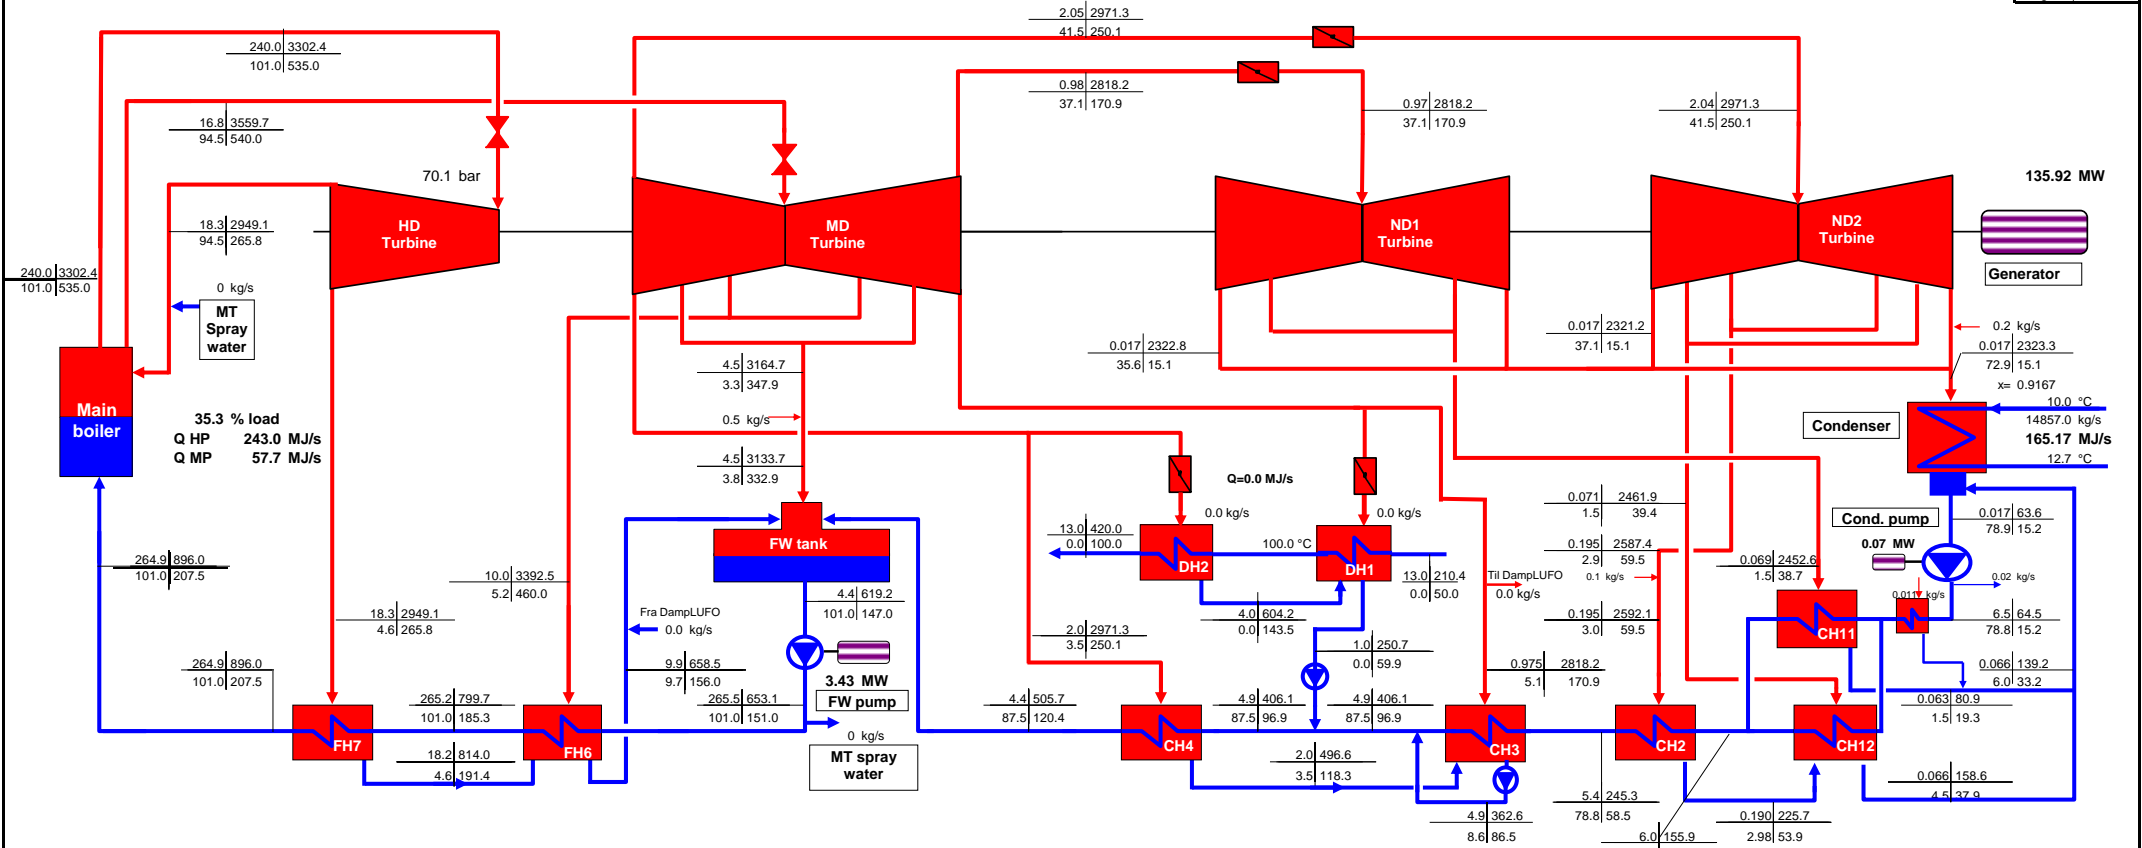 2.05 2971.3
41.5 250.1
240.0 3302.4
101.0 535.0
0.98 2818.2
37.1 170.9
0.97 2818.2
37.1 170.9
2.04 2971.3
41.5 250.1
16.8 3559.7
94.5 540.0
70.1 bar
135.92 MW
18.3 2949.1
94.5 265.8
HD
Turbine
MD
Turbine
ND1
Turbine
ND2
Turbine
Generator
240.0 3302.4
101.0 535.0
0 kg/s
MT
Spray
water
0.017 2322.8
35.6 15.1
0.017 2321.2
37.1 15.1
0.2 kg/s
0.017 2323.3
72.9 15.1
x= 0.9167
4.5 3164.7
3.3 347.9
Main
boiler
35.3 % load
Q HP 243.0 MJ/s
Q MP 57.7 MJ/s
0.5 kg/s
Condenser
10.0 °C
14857.0 kg/s
165.17 MJ/s
12.7 °C
4.5 3133.7
3.8 332.9
Q=0.0 MJ/s
0.071 2461.9
1.5 39.4
0.0 kg/s
0.0 kg/s
Cond. pump
0.017 63.6
78.9 15.2
FW tank
13.0 420.0
0.0 100.0
100.0 °C
DH2
DH1
0.195 2587.4
2.9 59.5
0.07 MW
0.069 2452.6
1.5 38.7
264.9 896.0
101.0 207.5
10.0 3392.5
5.2 460.0
13.0 210.4
0.0 50.0
Til DampLUFO
0.0 kg/s
0.1 kg/s
0.02 kg/s
0.011 kg/s
4.4 619.2
101.0 147.0
Fra DampLUFO
0.0 kg/s
18.3 2949.1
4.6 265.8
4.0 604.2
0.0 143.5
0.195 2592.1
3.0 59.5
6.5 64.5
78.8 15.2
CH11
2.0 2971.3
3.5 250.1
1.0 250.7
0.0 59.9
264.9 896.0
101.0 207.5
9.9 658.5
9.7 156.0
3.43 MW
FW pump
0.975 2818.2
5.1 170.9
0.066 139.2
6.0 33.2
265.2 799.7
101.0 185.3
265.5 653.1
101.0 151.0
4.4 505.7
87.5 120.4
4.9 406.1
87.5 96.9
4.9 406.1
87.5 96.9
0.063 80.9
1.5 19.3
0 kg/s
MT spray
water
FH7
FH6
CH4
CH3
CH2
CH12
18.2 814.0
4.6 191.4
2.0 496.6
3.5 118.3
0.066 158.6
4.5 37.9
5.4 245.3
78.8 58.5
4.9 362.6
8.6 86.5
0.190 225.7
2.98 53.9
6.0 155.9